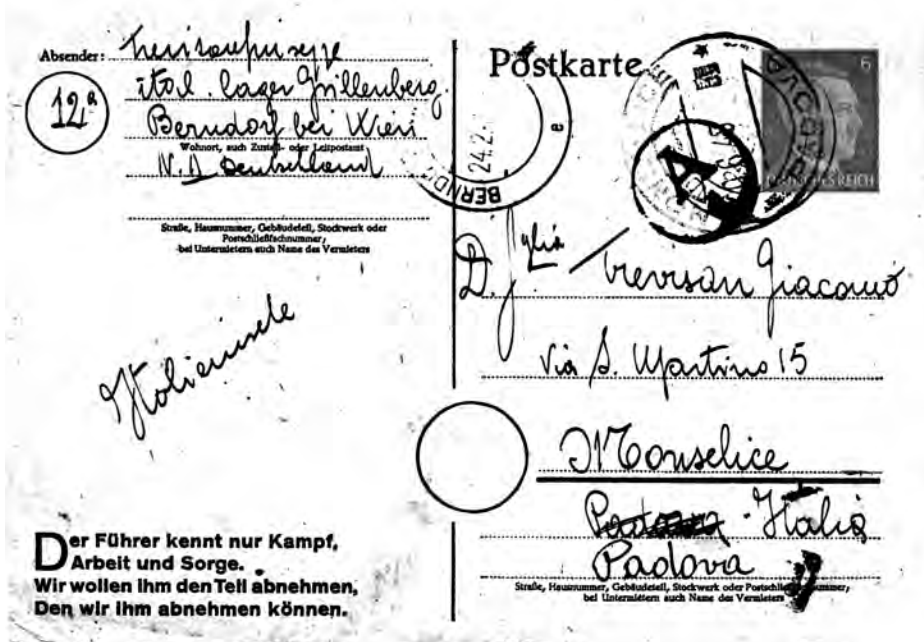 Absender:
12a
ital. lager Grillenberg
Berndorf bei Wien
Wohnort, auch Zustell- oder Leitpostamt
N. D Deutschland
Straße, Hausnummer, Gebäudeteil, Stockwerk oder
Postschließfachnummer;
bei Untermietern auch Name des Vermieters
Italienische
Der Führer kennt nur Kampf,
Arbeit und Sorge.
Wir wollen ihm den Teil abnehmen,
Den wir ihm abnehmen können.
Postkarte
6
DEUTSCHES REICH
BERND
24.2
e
A
D. Trevisan Giacomo
Via S. Martino 15
Monselice
Padova Italia
Padova
Straße, Hausnummer, Gebäudeteil, Stockwerk oder Postschließfachnummer;
bei Untermietern auch Name des Vermieters